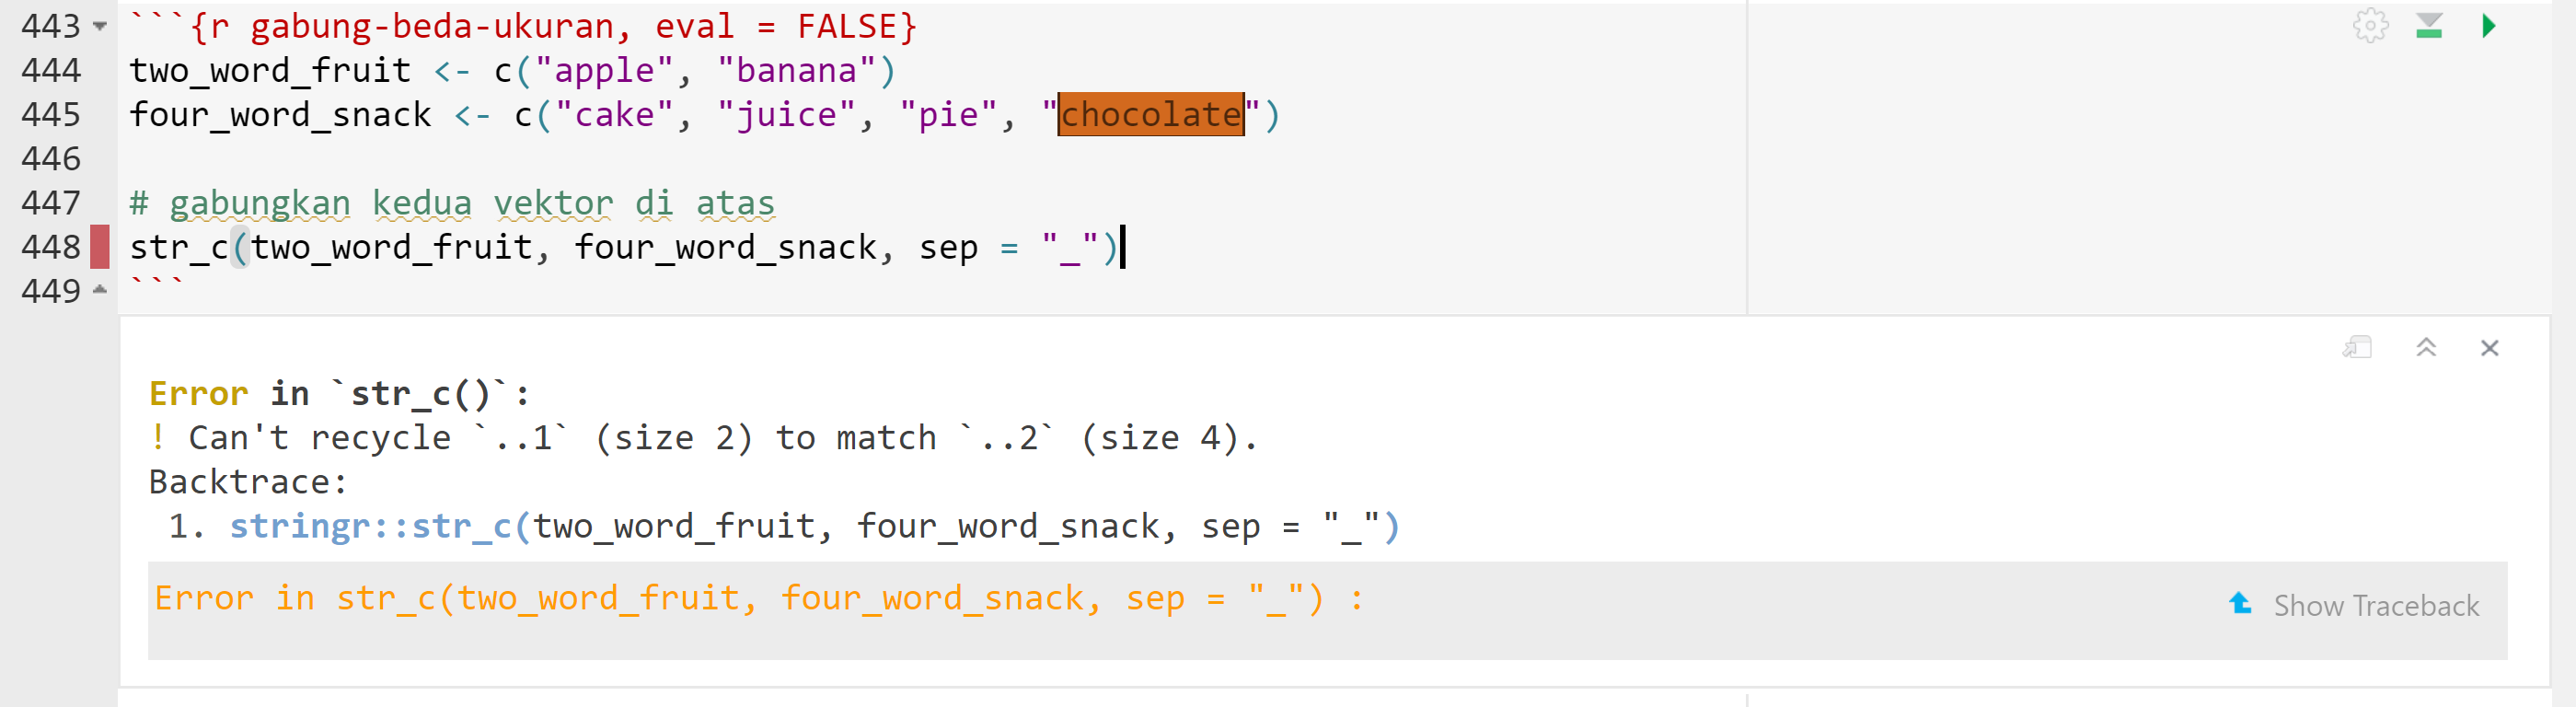 443 ```{r gabung-beda-ukuran, eval = FALSE}
444 two_word_fruit <- c("apple", "banana")
445 four_word_snack <- c("cake", "juice", "pie", "chocolate")
446
447 # gabungkan kedua vektor di atas
448 str_c(two_word_fruit, four_word_snack, sep = "_")
449 ```
Error in `str_c()`:
! Can't recycle `..1` (size 2) to match `..2` (size 4).
Backtrace:
1. stringr::str_c(two_word_fruit, four_word_snack, sep = "_")
Error in str_c(two_word_fruit, four_word_snack, sep = "_") :
Show Traceback